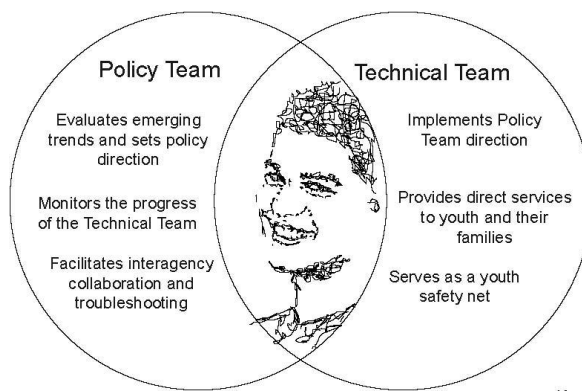 Policy Team
Evaluates emerging
trends and sets policy
direction
Monitors the progress
of the Technical Team
Facilitates interagency
collaboration and
troubleshooting
Technical Team
Implements Policy
Team direction
Provides direct services
to youth and their
families
Serves as a youth
safety net